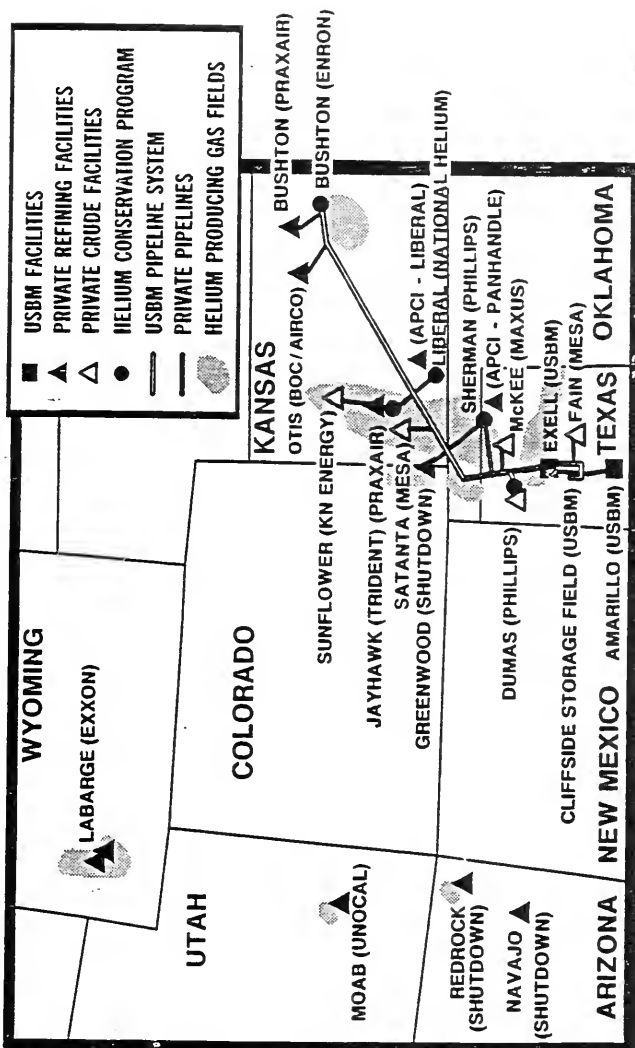 USBM FACILITIES
PRIVATE REFINING FACILITIES
PRIVATE CRUDE FACILITIES
HELIUM CONSERVATION PROGRAM
USBM PIPELINE SYSTEM
PRIVATE PIPELINES
HELIUM PRODUCING GAS FIELDS
WYOMING
LABARGE (EXXON)
UTAH
COLORADO
KANSAS
MOAB (UNOCAL)
BUSHTON (PRAXAIR)
BUSHTON (ENRON)
OTIS (BOC / AIRCO)
SUNFLOWER (KN ENERGY)
JAYHAWK (TRIDENT) (PRAXAIR)
SATANTA (MESA)
GREENWOOD (SHUTDOWN)
(APCI - LIBERAL)
LIBERAL (NATIONAL HELIUM)
SHERMAN (PHILLIPS)
(APCI - PANHANDLE)
McKEE (MAXUS)
DUMAS (PHILLIPS)
EXELL (USBM)
FAIN (MESA)
CLIFFSIDE STORAGE FIELD (USBM)
AMARILLO (USBM)
REDROCK
(SHUTDOWN)
NAVAJO
(SHUTDOWN)
ARIZONA
NEW MEXICO
TEXAS
OKLAHOMA